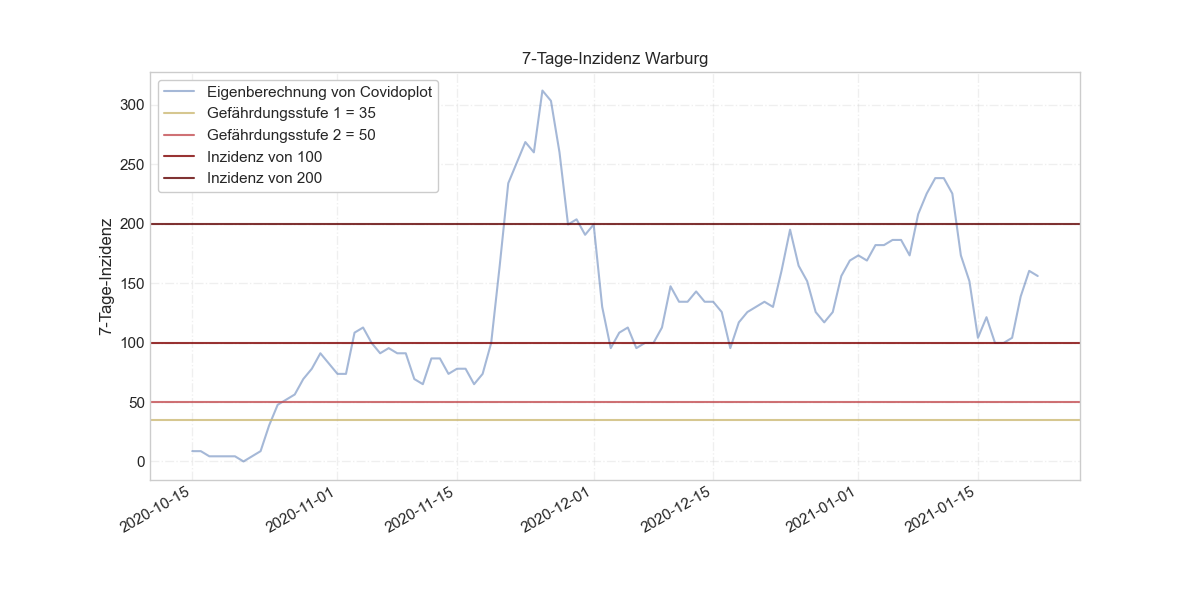 7-Tage-Inzidenz Warburg
Eigenberechnung von Covidoplot
Gefährdungsstufe 1 = 35
Gefährdungsstufe 2 = 50
Inzidenz von 100
Inzidenz von 200
7-Tage-Inzidenz
300
250
200
150
100
50
0
2020-10-15
2020-11-01
2020-11-15
2020-12-01
2020-12-15
2021-01-01
2021-01-15